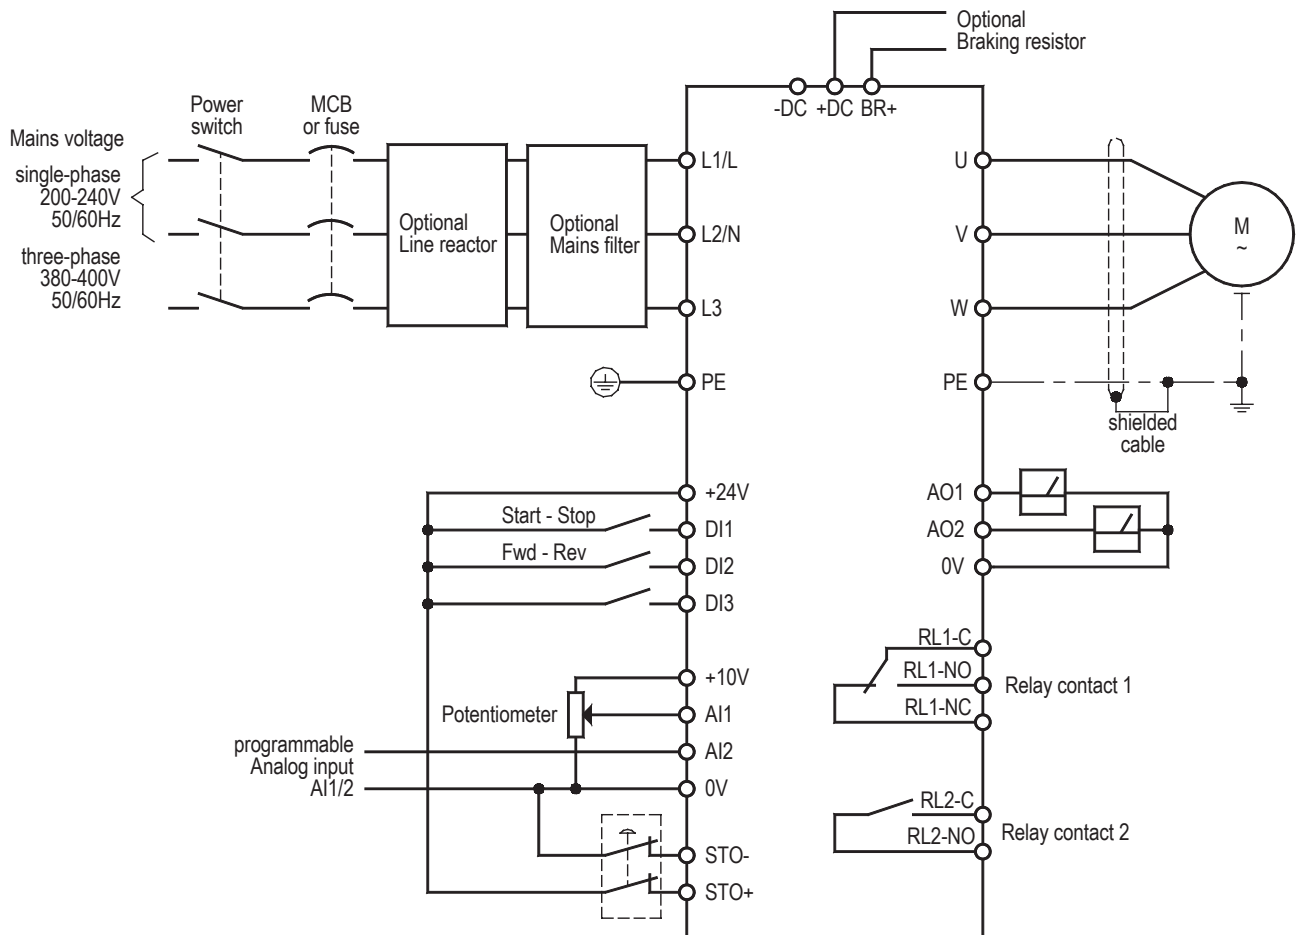 Optional
Braking resistor
-DC +DC BR+
Power
switch
MCB
or fuse
Mains voltage
single-phase
200-240V
50/60Hz
three-phase
380-400V
50/60Hz
Optional
Line reactor
Optional
Mains filter
L1/L
L2/N
L3
PE
U
V
W
PE
M
~
shielded
cable
+24V
Start - Stop
DI1
Fwd - Rev
DI2
DI3
AO1
AO2
0V
+10V
Potentiometer
AI1
programmable
Analog input
AI1/2
AI2
0V
STO-
STO+
RL1-C
RL1-NO
RL1-NC
Relay contact 1
RL2-C
RL2-NO
Relay contact 2